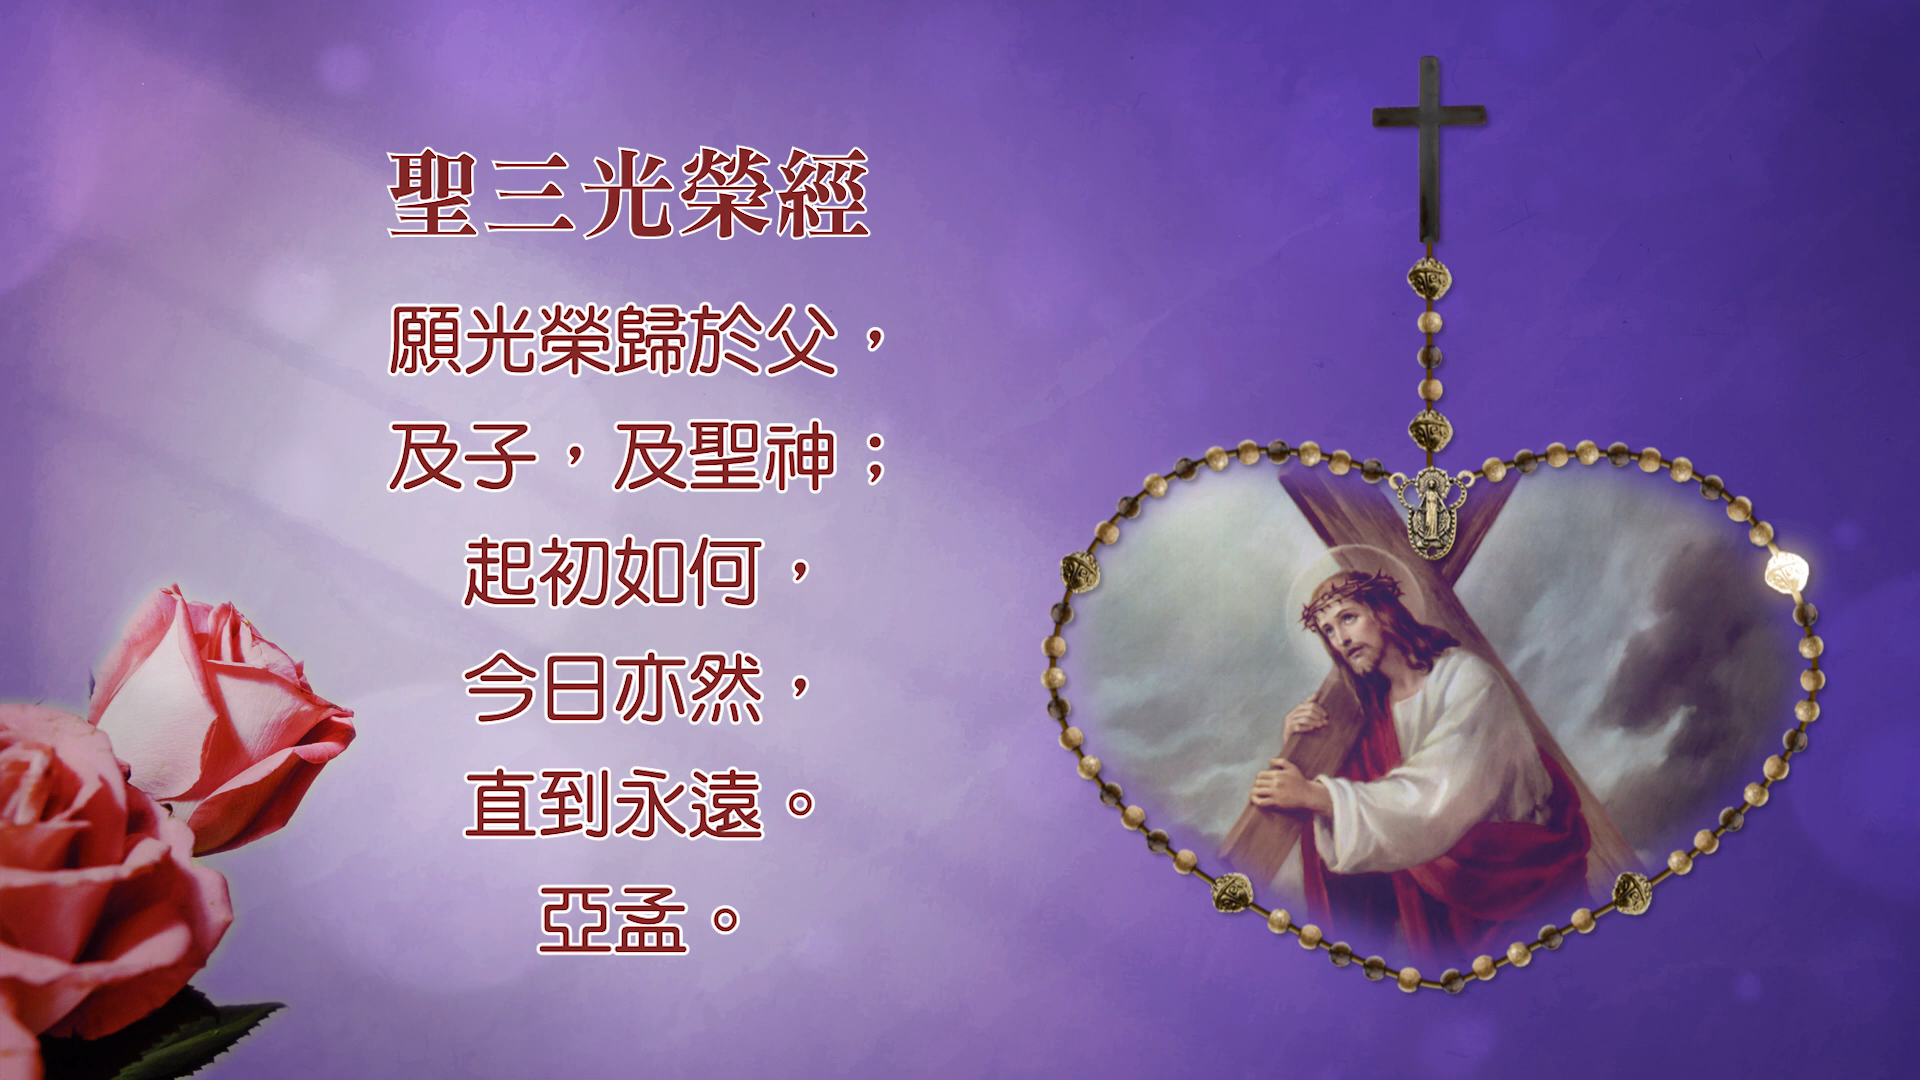 聖三光榮經
願光榮歸於父，
及子，及聖神；
起初如何，
今日亦然，
直到永遠。
亞孟。